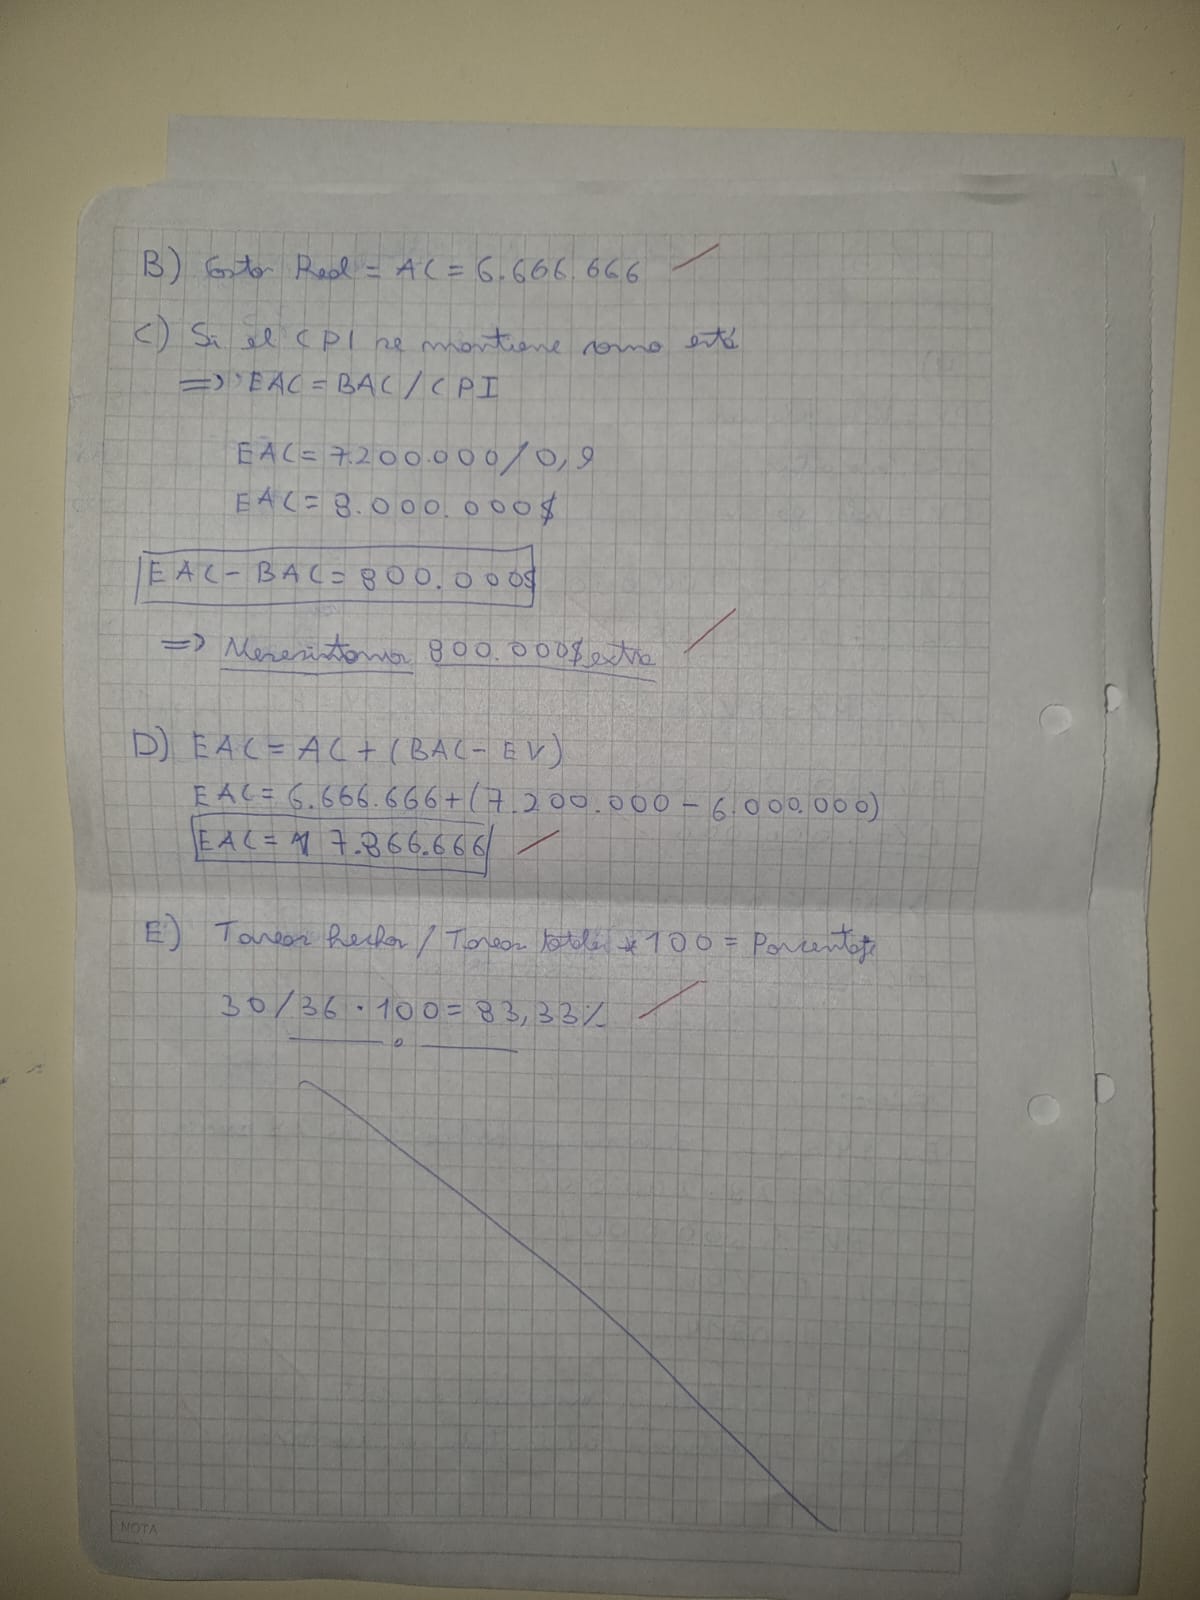 B) Costo Real = AC = 6.666.666
C) Si el CPI se mantiene como está
=> EAC = BAC / CPI
EAC = 7.200.000 / 0,9
EAC = 8.000.000$
EAC - BAC = 800.000$
=> Necesitamos 800.000$ extra
D) EAC = AC + (BAC - EV)
EAC = 6.666.666 + (7.200.000 - 6.000.000)
EAC = 7.866.666
E) Tareas hechas / Tareas totales * 100 = Porcentaje
30/36 · 100 = 83,33%
NOTA